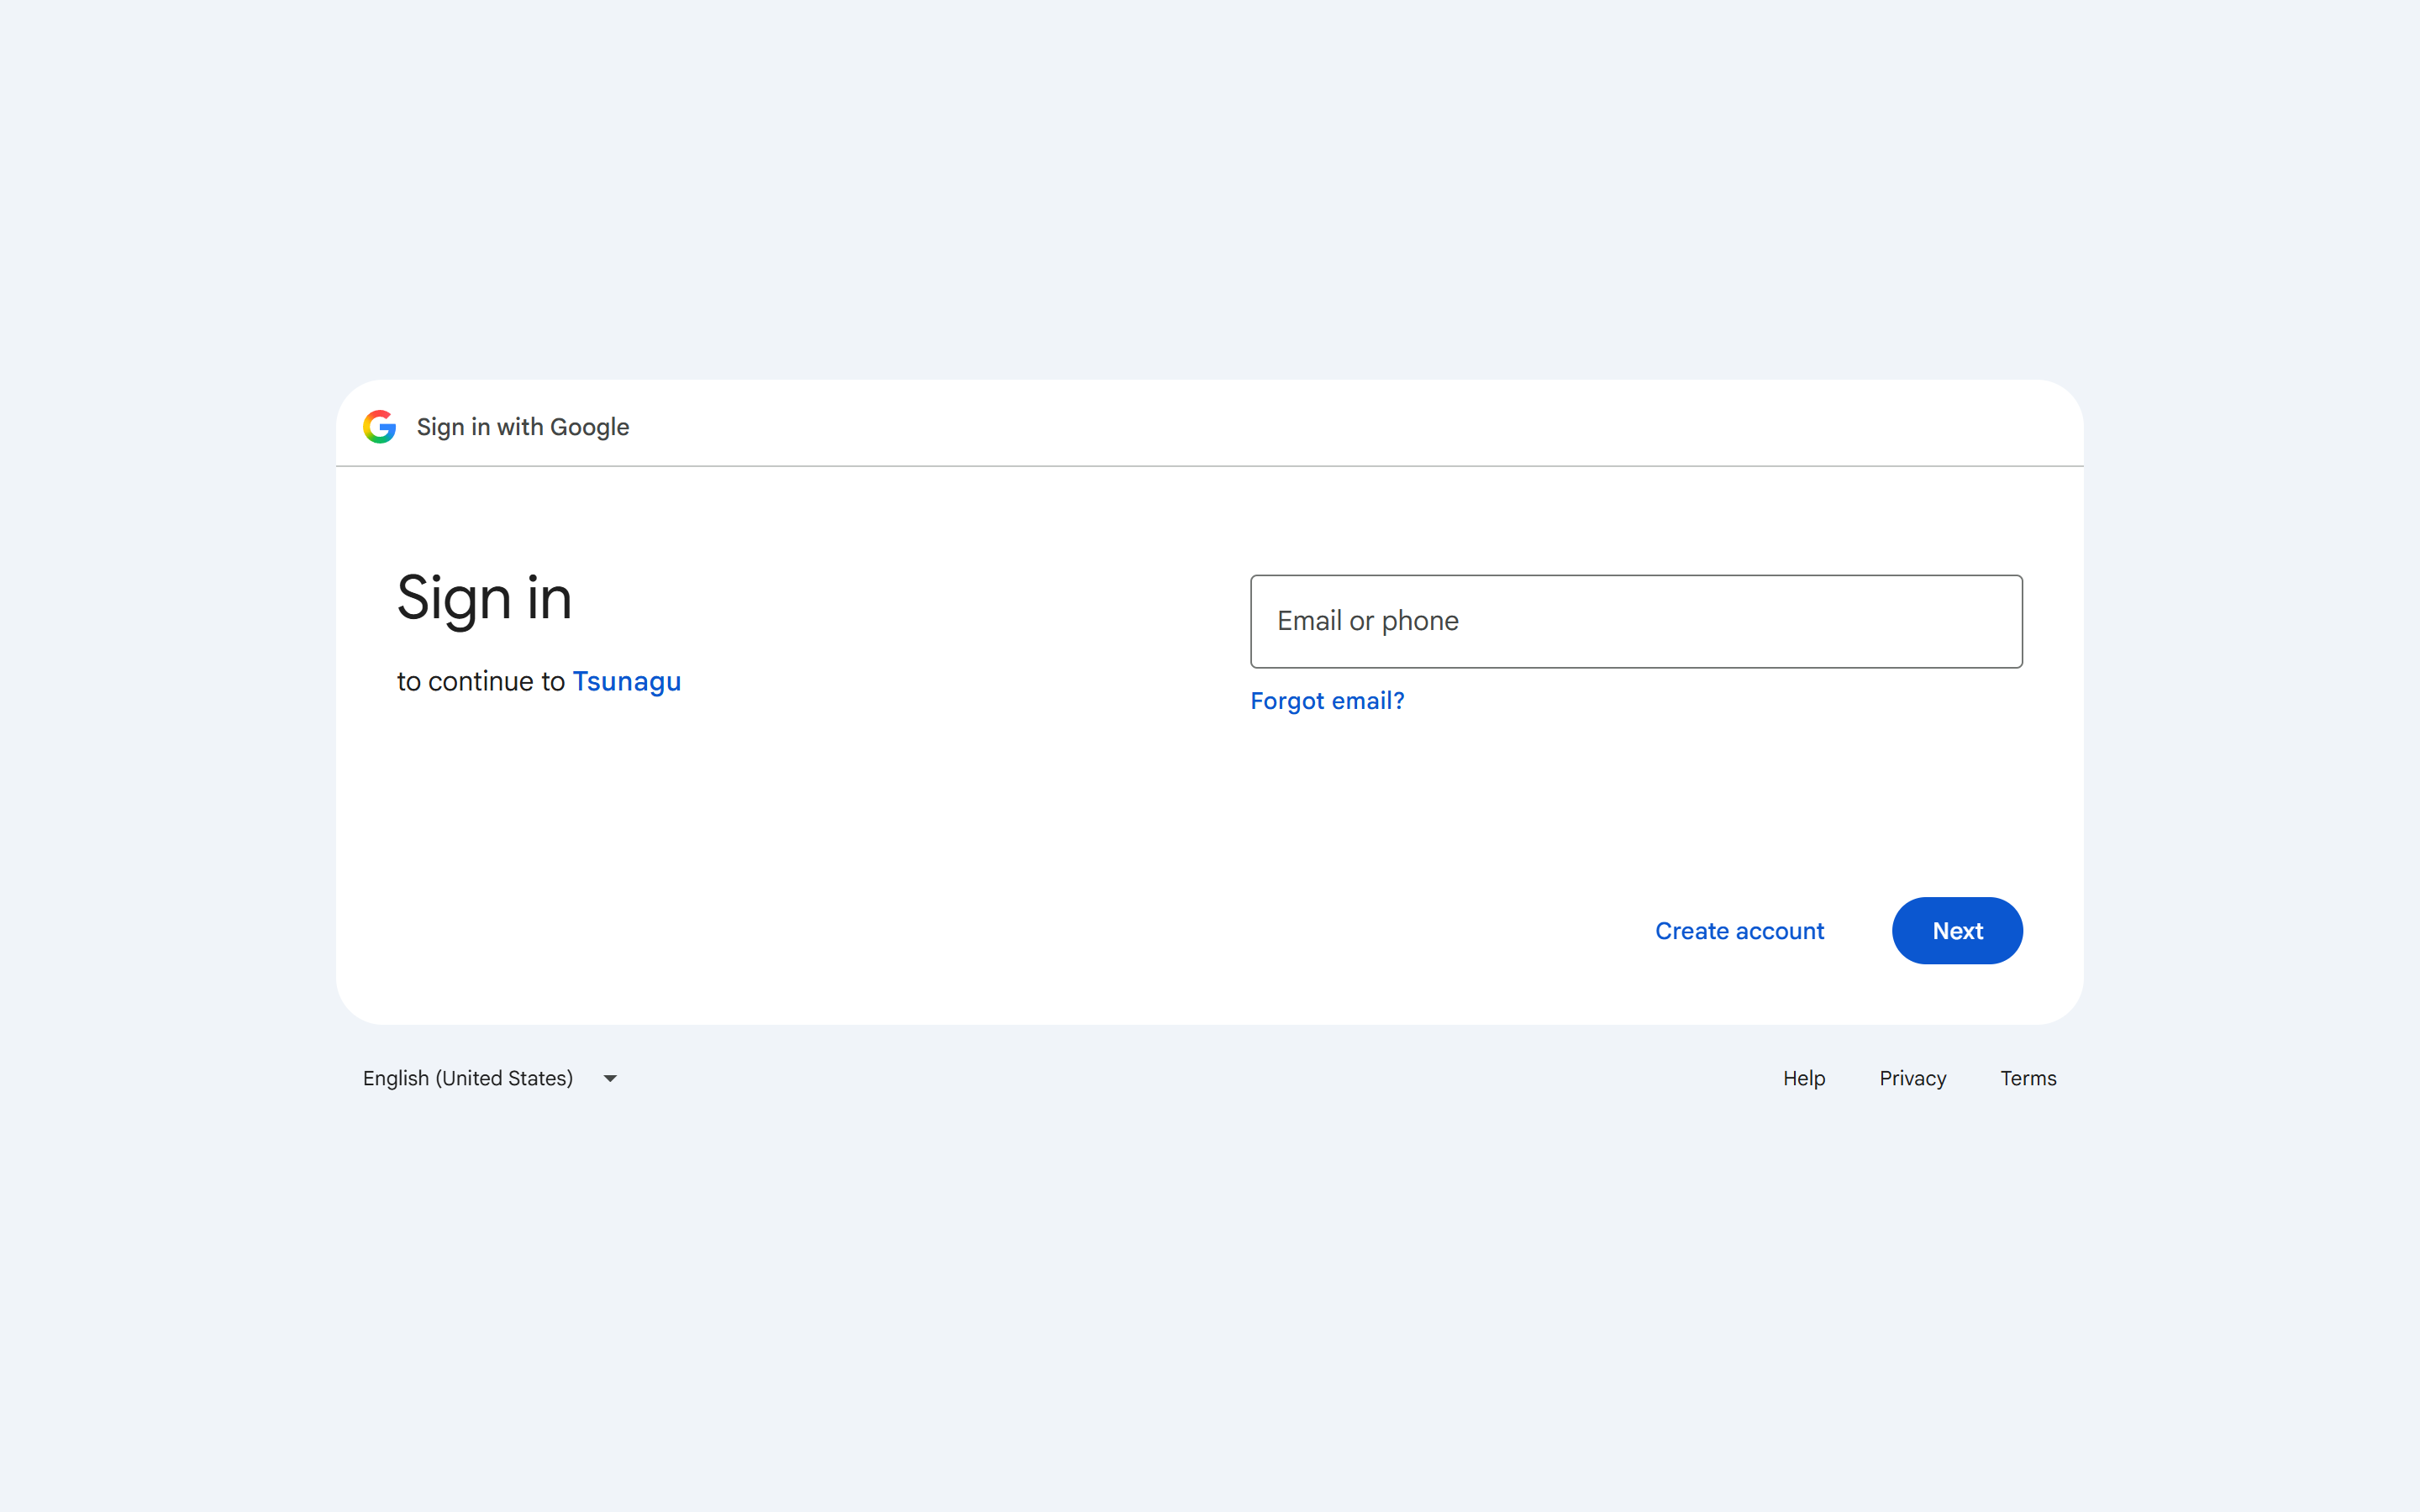 Sign in with Google
Sign in
to continue to Tsunagu
Email or phone
Forgot email?
Create account
Next
English (United States)
Help
Privacy
Terms